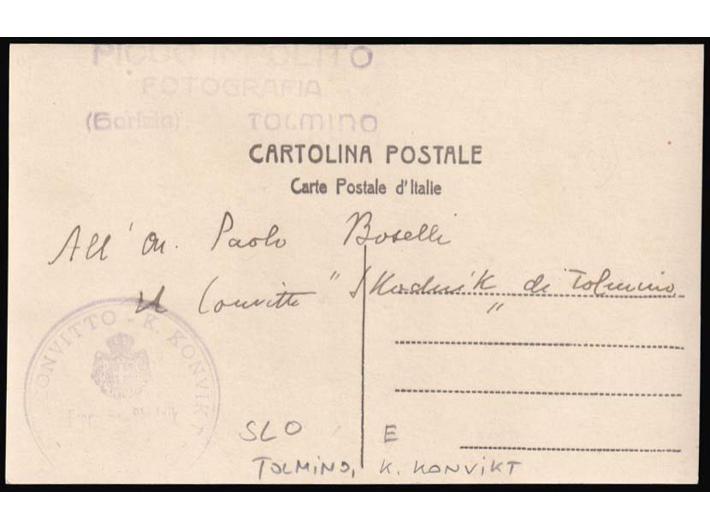 PICCO IPPOLITO
FOTOGRAFIA
(Gorizia) TOLMINO
CARTOLINA POSTALE
Carte Postale d'Italie
All' On. Paolo Boselli
il Convitto "Skodnik" di Tolmino
CONVITTO - K. KONVIKT
SLO E
TOLMINO, K. KONVIKT